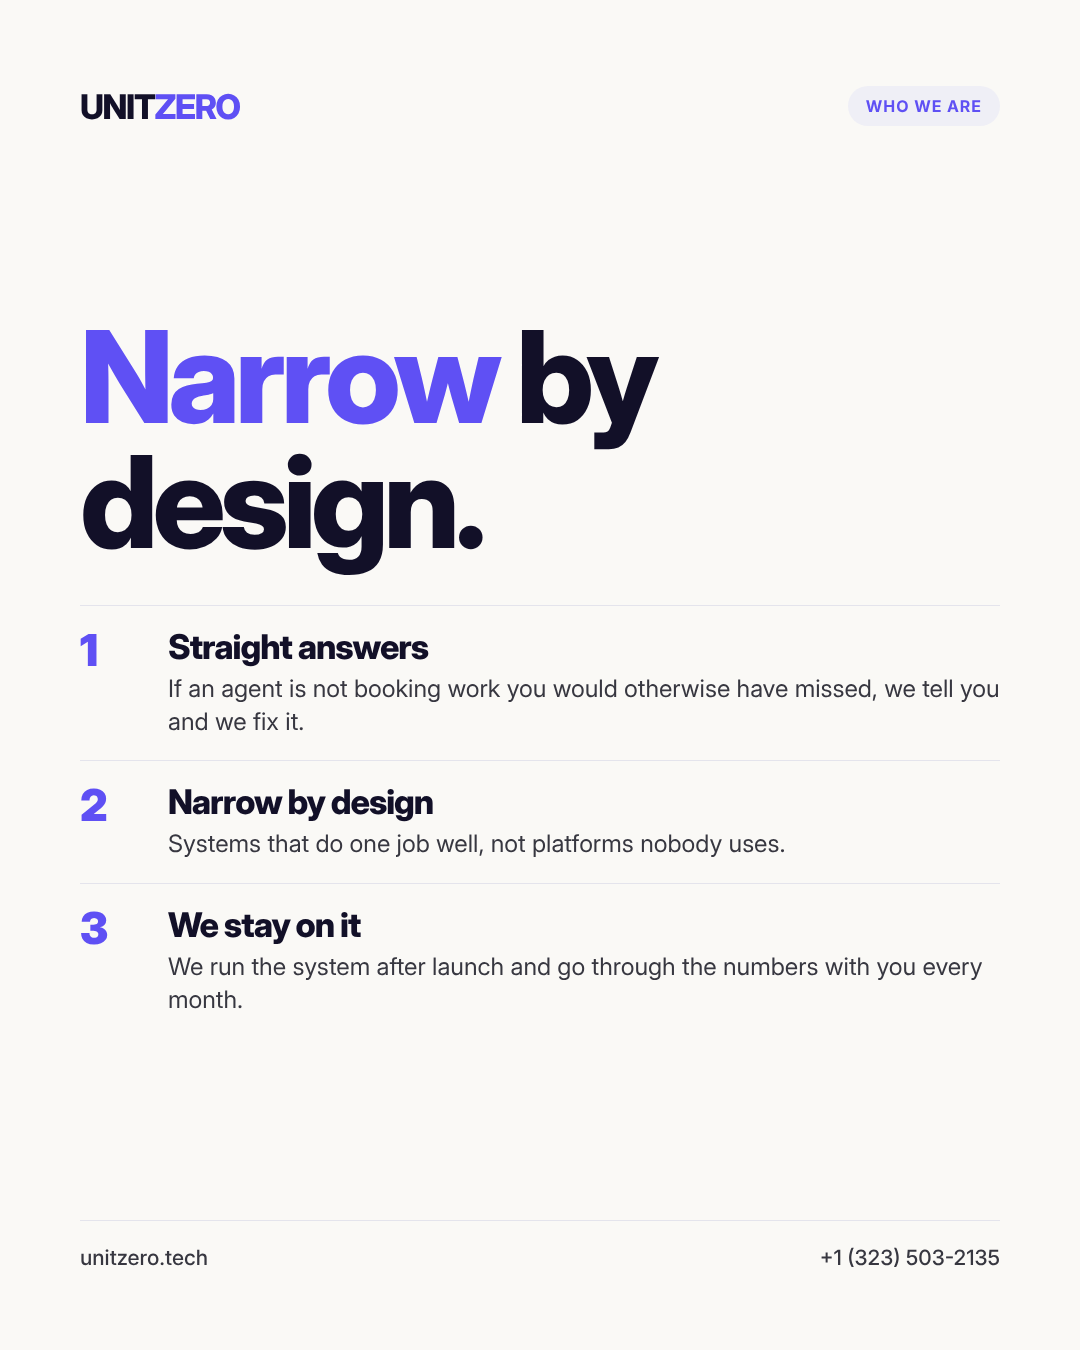 UNITZERO
WHO WE ARE
Narrow by
design.
1
Straight answers
If an agent is not booking work you would otherwise have missed, we tell you
and we fix it.
2
Narrow by design
Systems that do one job well, not platforms nobody uses.
3
We stay on it
We run the system after launch and go through the numbers with you every
month.
unitzero.tech
+1 (323) 503-2135